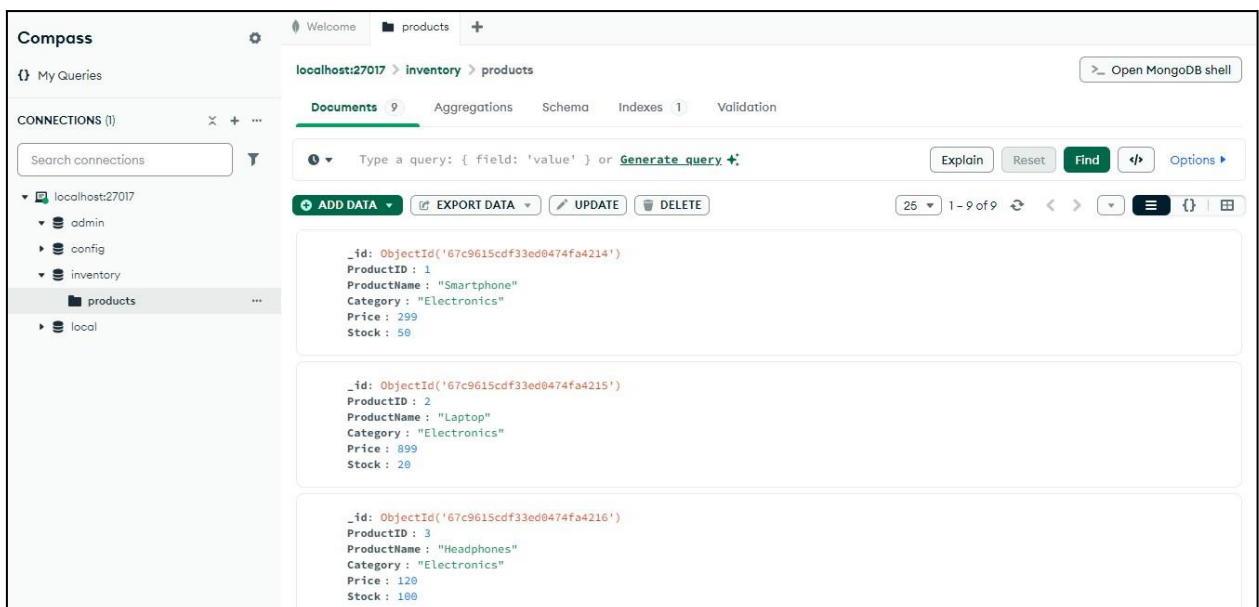 Compass
{} My Queries
CONNECTIONS (1)
Search connections
localhost:27017
admin
config
inventory
products
local
Welcome
products
localhost:27017 > inventory > products
>_ Open MongoDB shell
Documents 9 Aggregations Schema Indexes 1 Validation
Type a query: { field: 'value' } or Generate query
Explain Reset Find </> Options
ADD DATA EXPORT DATA UPDATE DELETE
25 1 – 9 of 9 < > {}
_id: ObjectId('67c9615cdf33ed0474fa4214')
ProductID : 1
ProductName : "Smartphone"
Category : "Electronics"
Price : 299
Stock : 50
_id: ObjectId('67c9615cdf33ed0474fa4215')
ProductID : 2
ProductName : "Laptop"
Category : "Electronics"
Price : 899
Stock : 20
_id: ObjectId('67c9615cdf33ed0474fa4216')
ProductID : 3
ProductName : "Headphones"
Category : "Electronics"
Price : 120
Stock : 100